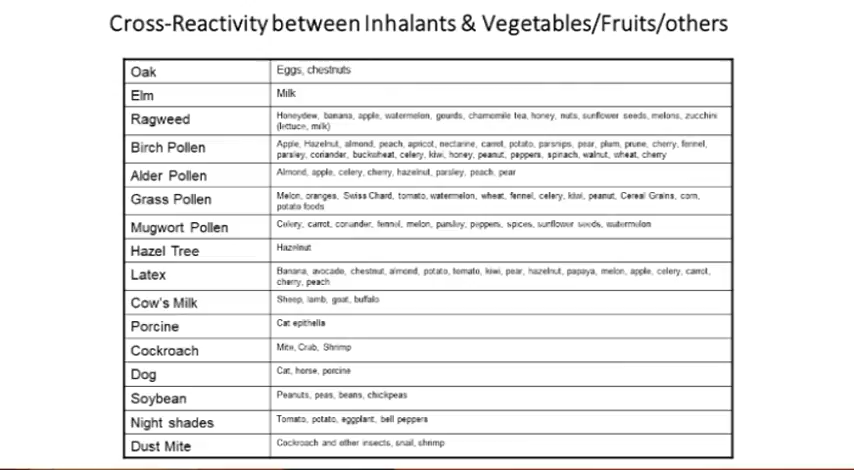 Cross-Reactivity between Inhalants & Vegetables/Fruits/others
Oak
Eggs, chestnuts
Elm
Milk
Ragweed
Honeydew, banana, apple, watermelon, gourds, chamomile tea, honey, nuts, sunflower seeds, melons, zucchini
(lettuce, milk)
Birch Pollen
Apple, Hazelnut, almond, peach, apricot, nectarine, carrot, potato, parsnips, pear, plum, prune, cherry, fennel,
parsley, coriander, buckwheat, celery, kiwi, honey, peanut, peppers, spinach, walnut, wheat, cherry
Alder Pollen
Almond, apple, celery, cherry, hazelnut, parsley, peach, pear
Grass Pollen
Melon, oranges, Swiss Chard, tomato, watermelon, wheat, fennel, celery, kiwi, peanut, Cereal Grains, corn,
potato foods
Mugwort Pollen
Celery, carrot, coriander, fennel, melon, parsley, peppers, spices, sunflower seeds, watermelon
Hazel Tree
Hazelnut
Latex
Banana, avocado, chestnut, almond, potato, tomato, kiwi, pear, hazelnut, papaya, melon, apple, celery, carrot,
cherry, peach
Cow's Milk
Sheep, lamb, goat, buffalo
Porcine
Cat epithelia
Cockroach
Mite, Crab, Shrimp
Dog
Cat, horse, porcine
Soybean
Peanuts, peas, beans, chickpeas
Night shades
Tomato, potato, eggplant, bell peppers
Dust Mite
Cockroach and other insects, snail, shrimp